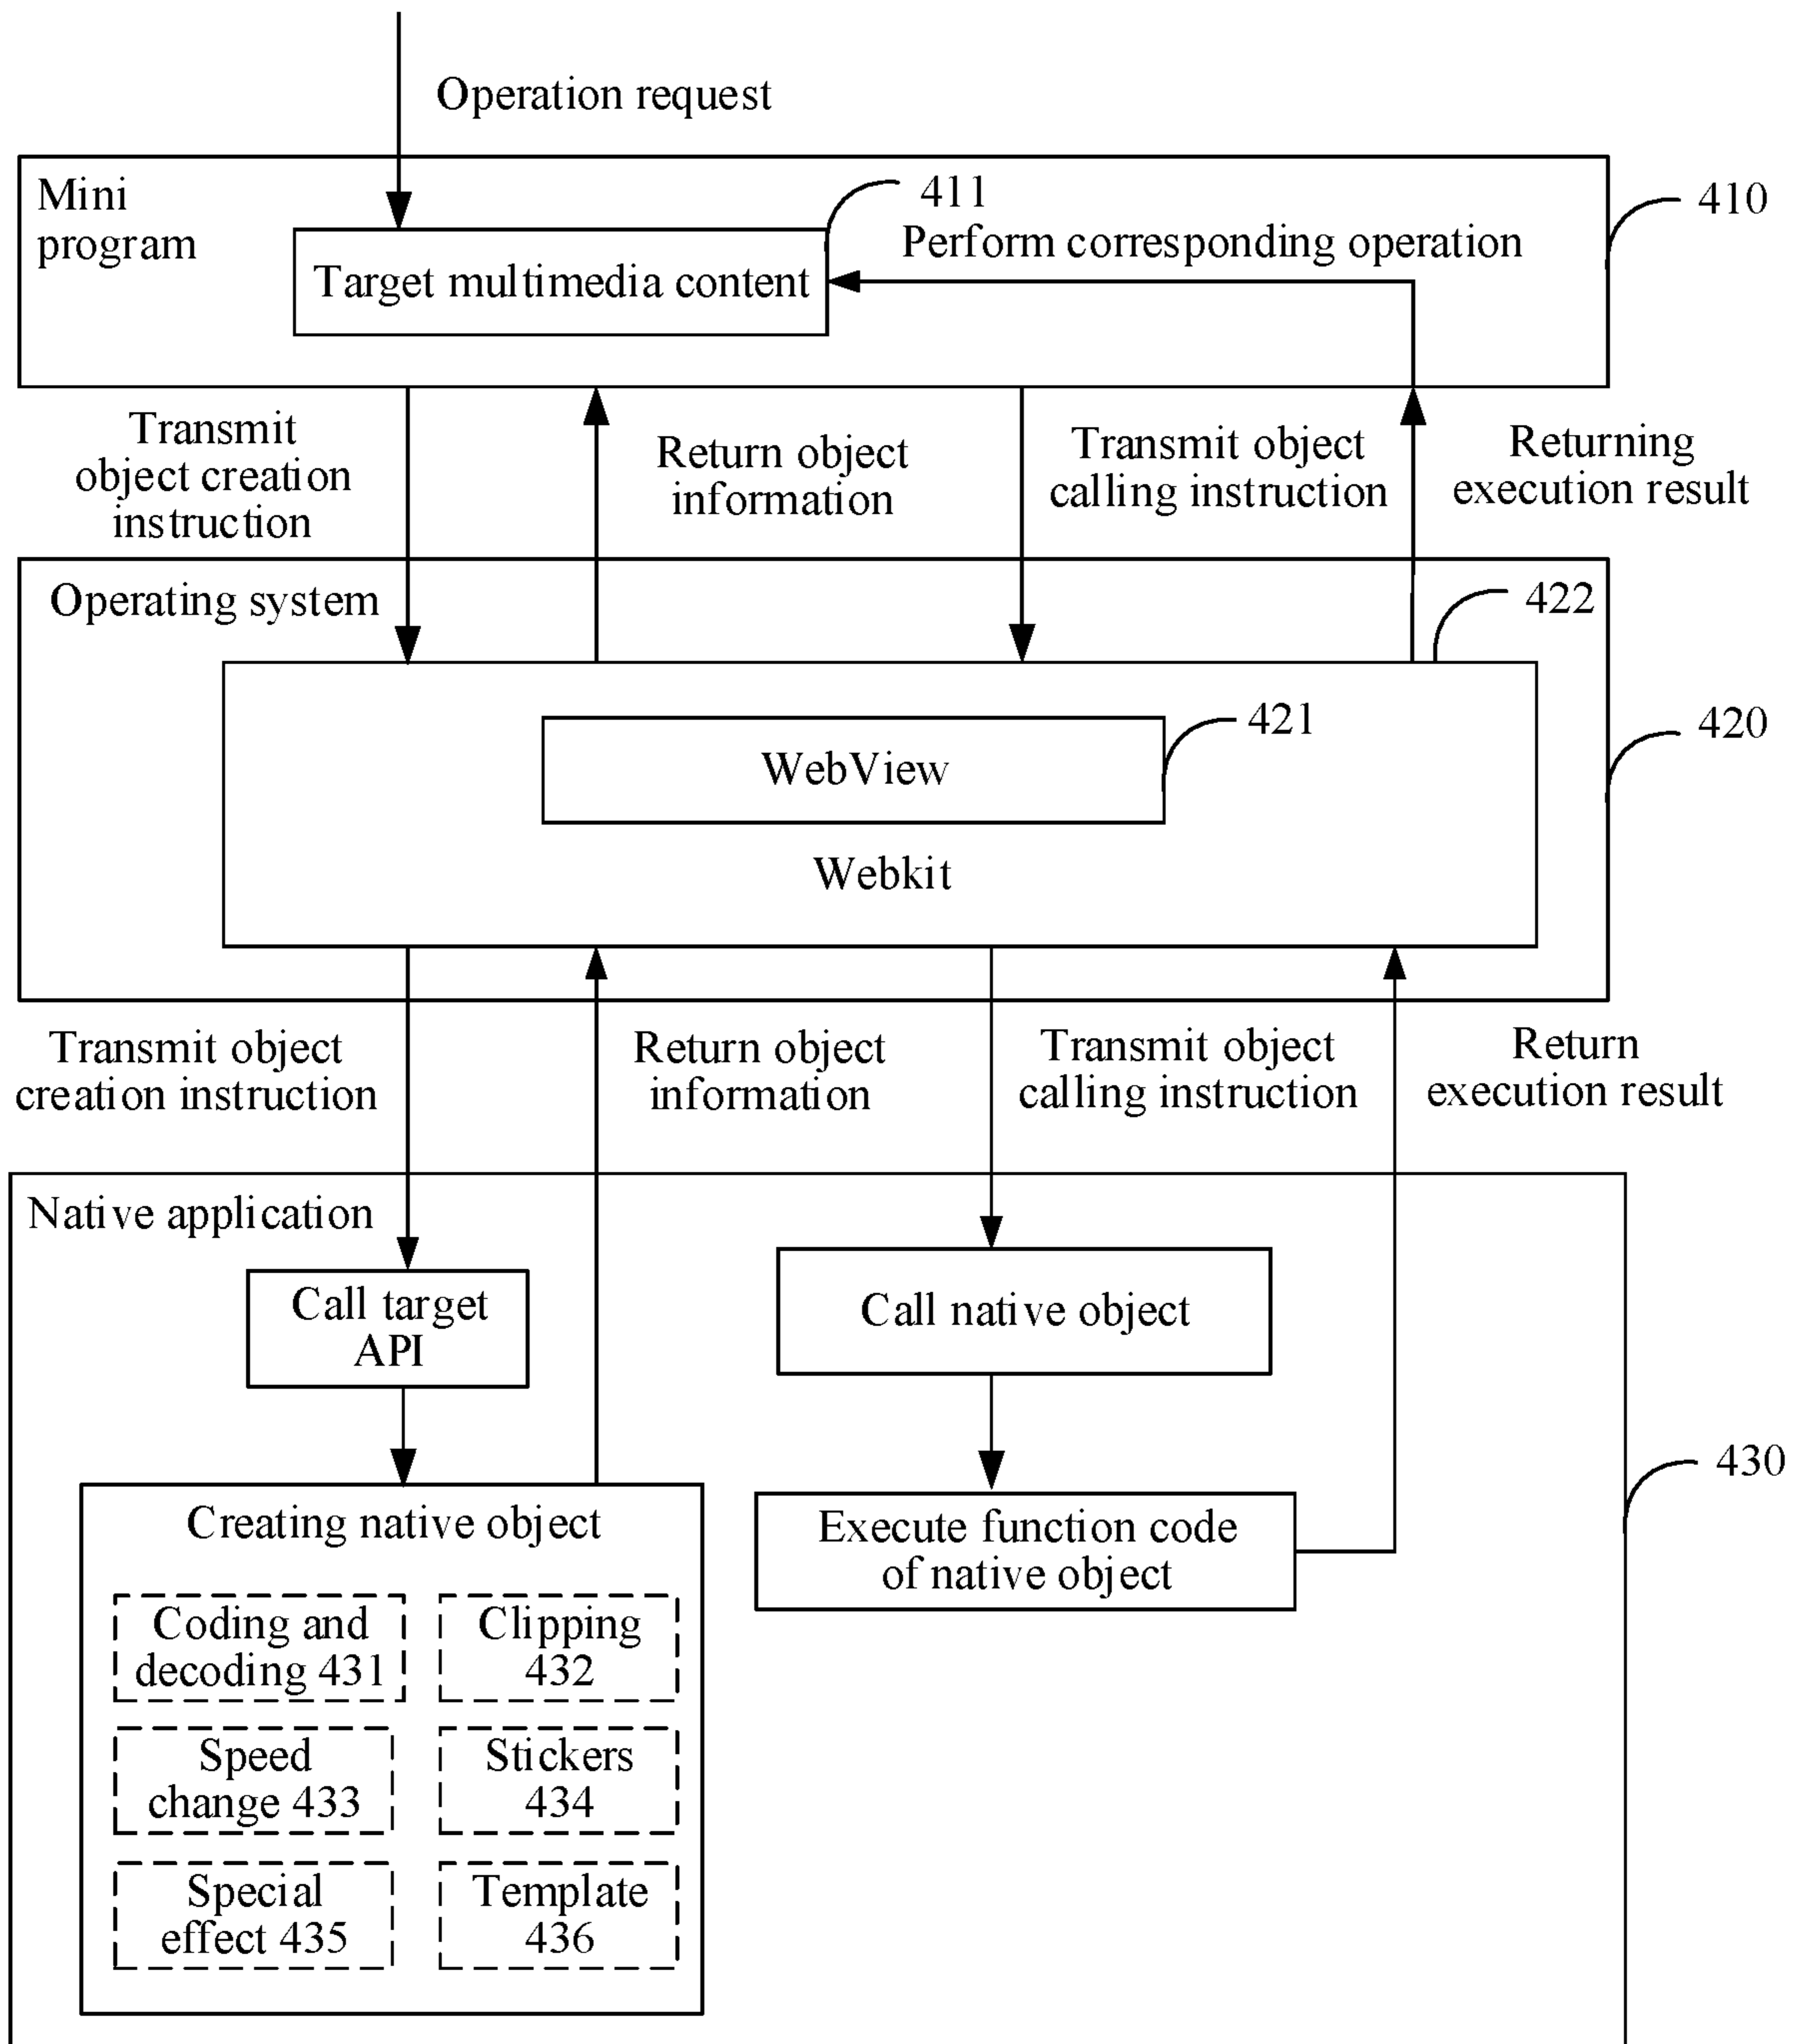 Operation request
Mini
program
411
410
Perform corresponding operation
Target multimedia content
Transmit
object creation
instruction
Return object
information
Transmit object
calling instruction
Returning
execution result
Operating system
422
421
420
WebView
Webkit
Transmit object
creation instruction
Return object
information
Transmit object
calling instruction
Return
execution result
Native application
Call target
API
Call native object
430
Creating native object
Execute function code
of native object
Coding and
decoding 431
Clipping
432
Speed
change 433
Stickers
434
Special
effect 435
Template
436